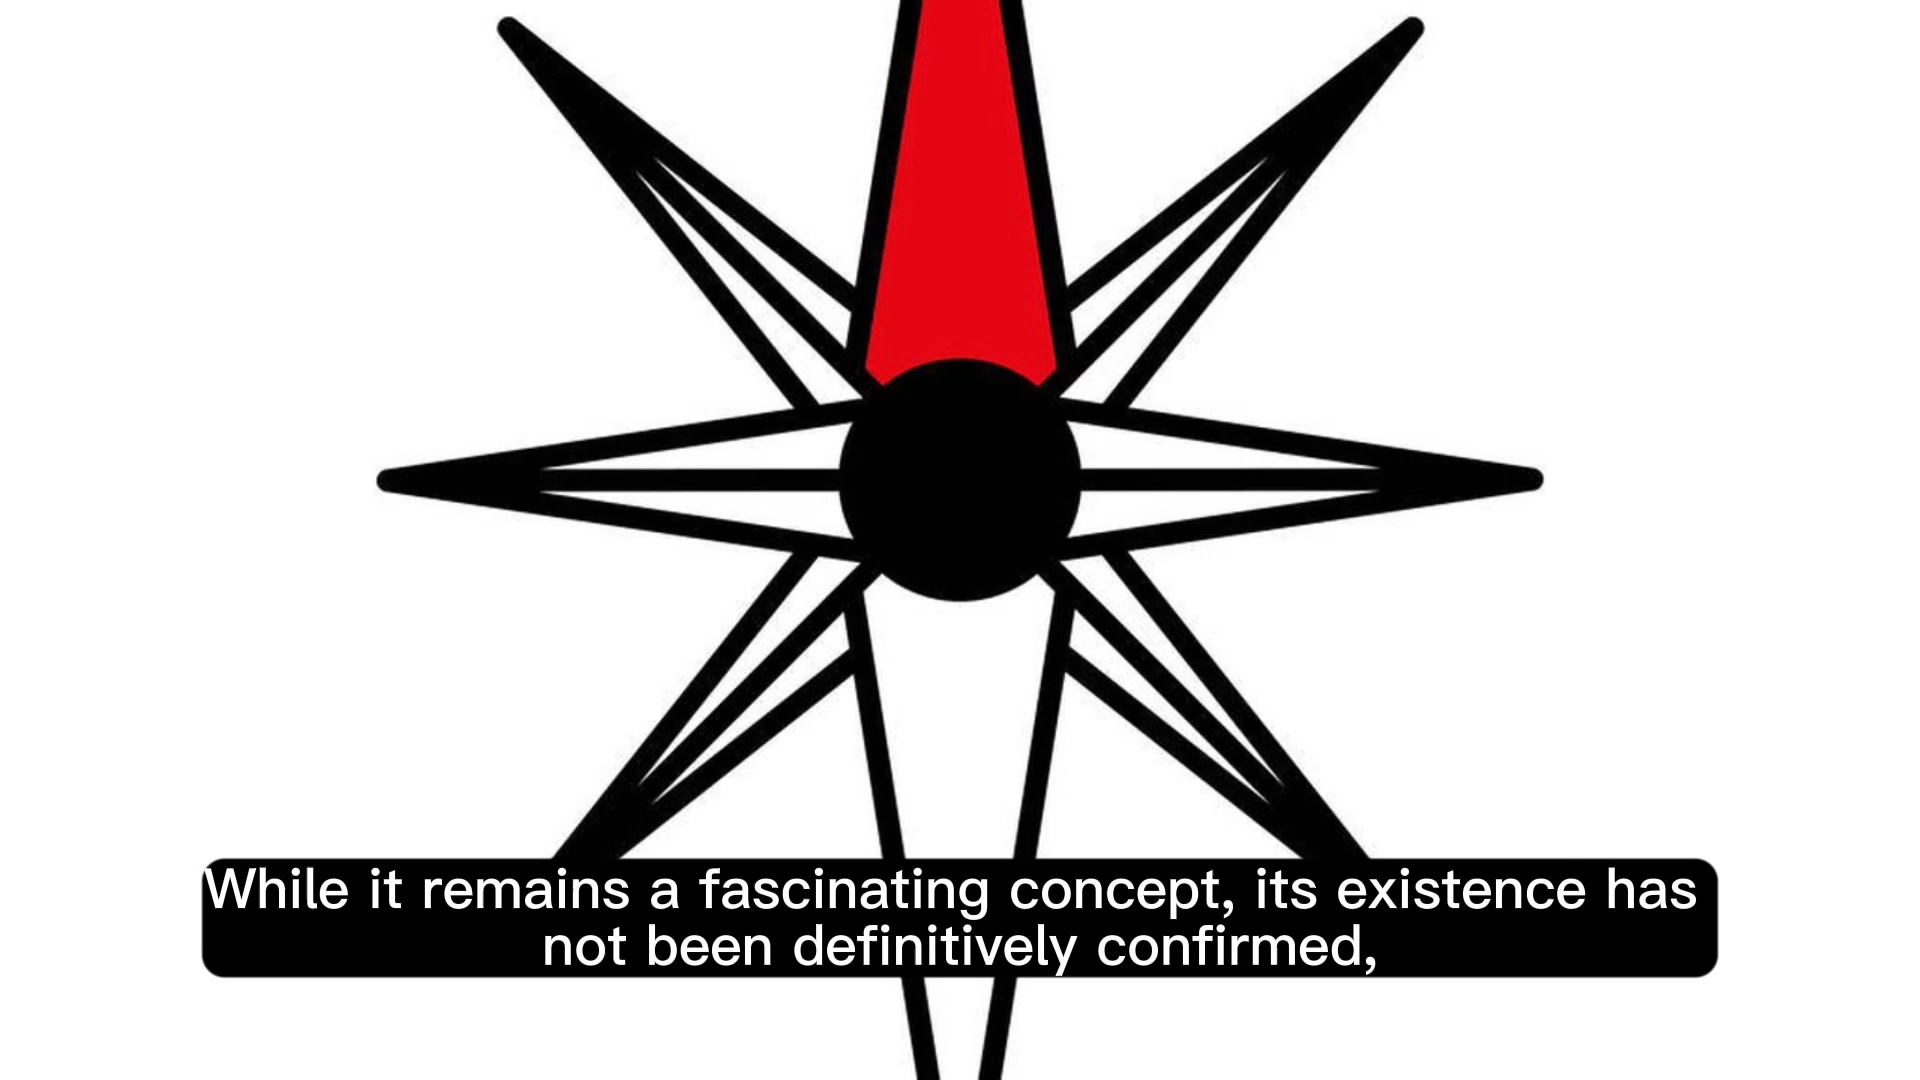 While it remains a fascinating concept, its existence has
not been definitively confirmed,